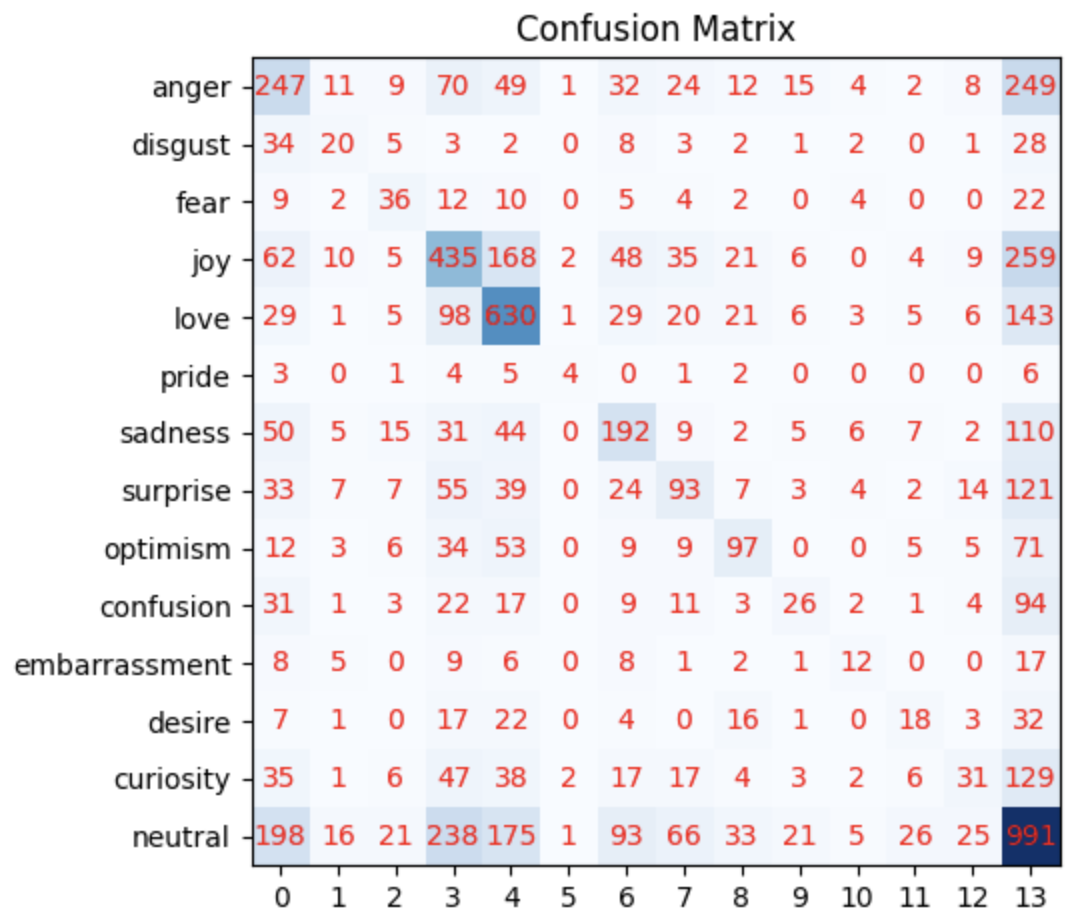 Confusion Matrix
anger 247 11 9 70 49 1 32 24 12 15 4 2 8 249
disgust 34 20 5 3 2 0 8 3 2 1 2 0 1 28
fear 9 2 36 12 10 0 5 4 2 0 4 0 0 22
joy 62 10 5 435 168 2 48 35 21 6 0 4 9 259
love 29 1 5 98 630 1 29 20 21 6 3 5 6 143
pride 3 0 1 4 5 4 0 1 2 0 0 0 0 6
sadness 50 5 15 31 44 0 192 9 2 5 6 7 2 110
surprise 33 7 7 55 39 0 24 93 7 3 4 2 14 121
optimism 12 3 6 34 53 0 9 9 97 0 0 5 5 71
confusion 31 1 3 22 17 0 9 11 3 26 2 1 4 94
embarrassment 8 5 0 9 6 0 8 1 2 1 12 0 0 17
desire 7 1 0 17 22 0 4 0 16 1 0 18 3 32
curiosity 35 1 6 47 38 2 17 17 4 3 2 6 31 129
neutral 198 16 21 238 175 1 93 66 33 21 5 26 25 991
0 1 2 3 4 5 6 7 8 9 10 11 12 13